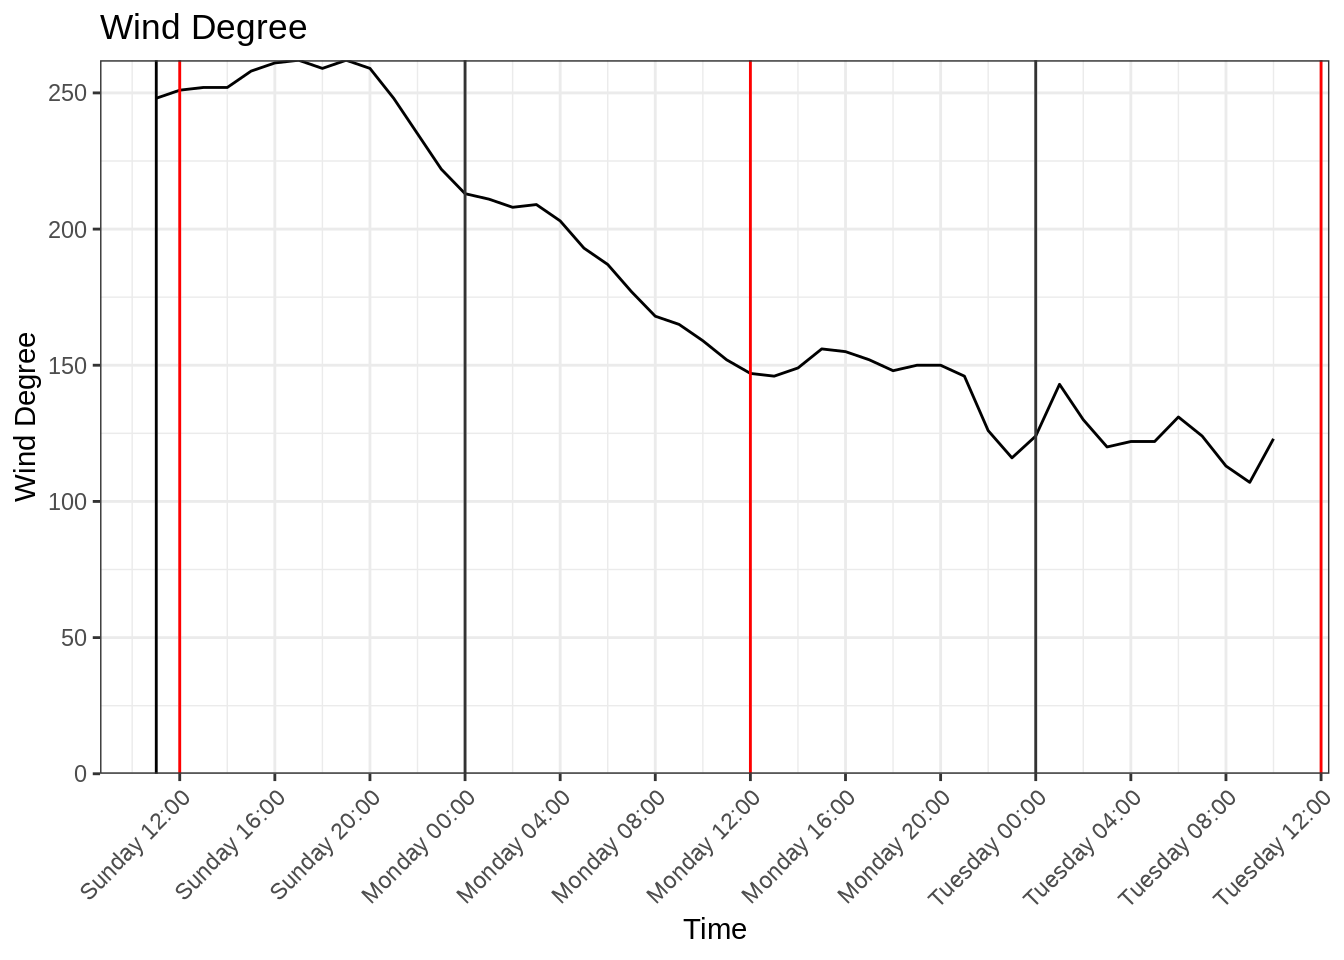 Wind Degree
Wind Degree
250
200
150
100
50
0
Sunday 12:00
Sunday 16:00
Sunday 20:00
Monday 00:00
Monday 04:00
Monday 08:00
Monday 12:00
Monday 16:00
Monday 20:00
Tuesday 00:00
Tuesday 04:00
Tuesday 08:00
Tuesday 12:00
Time